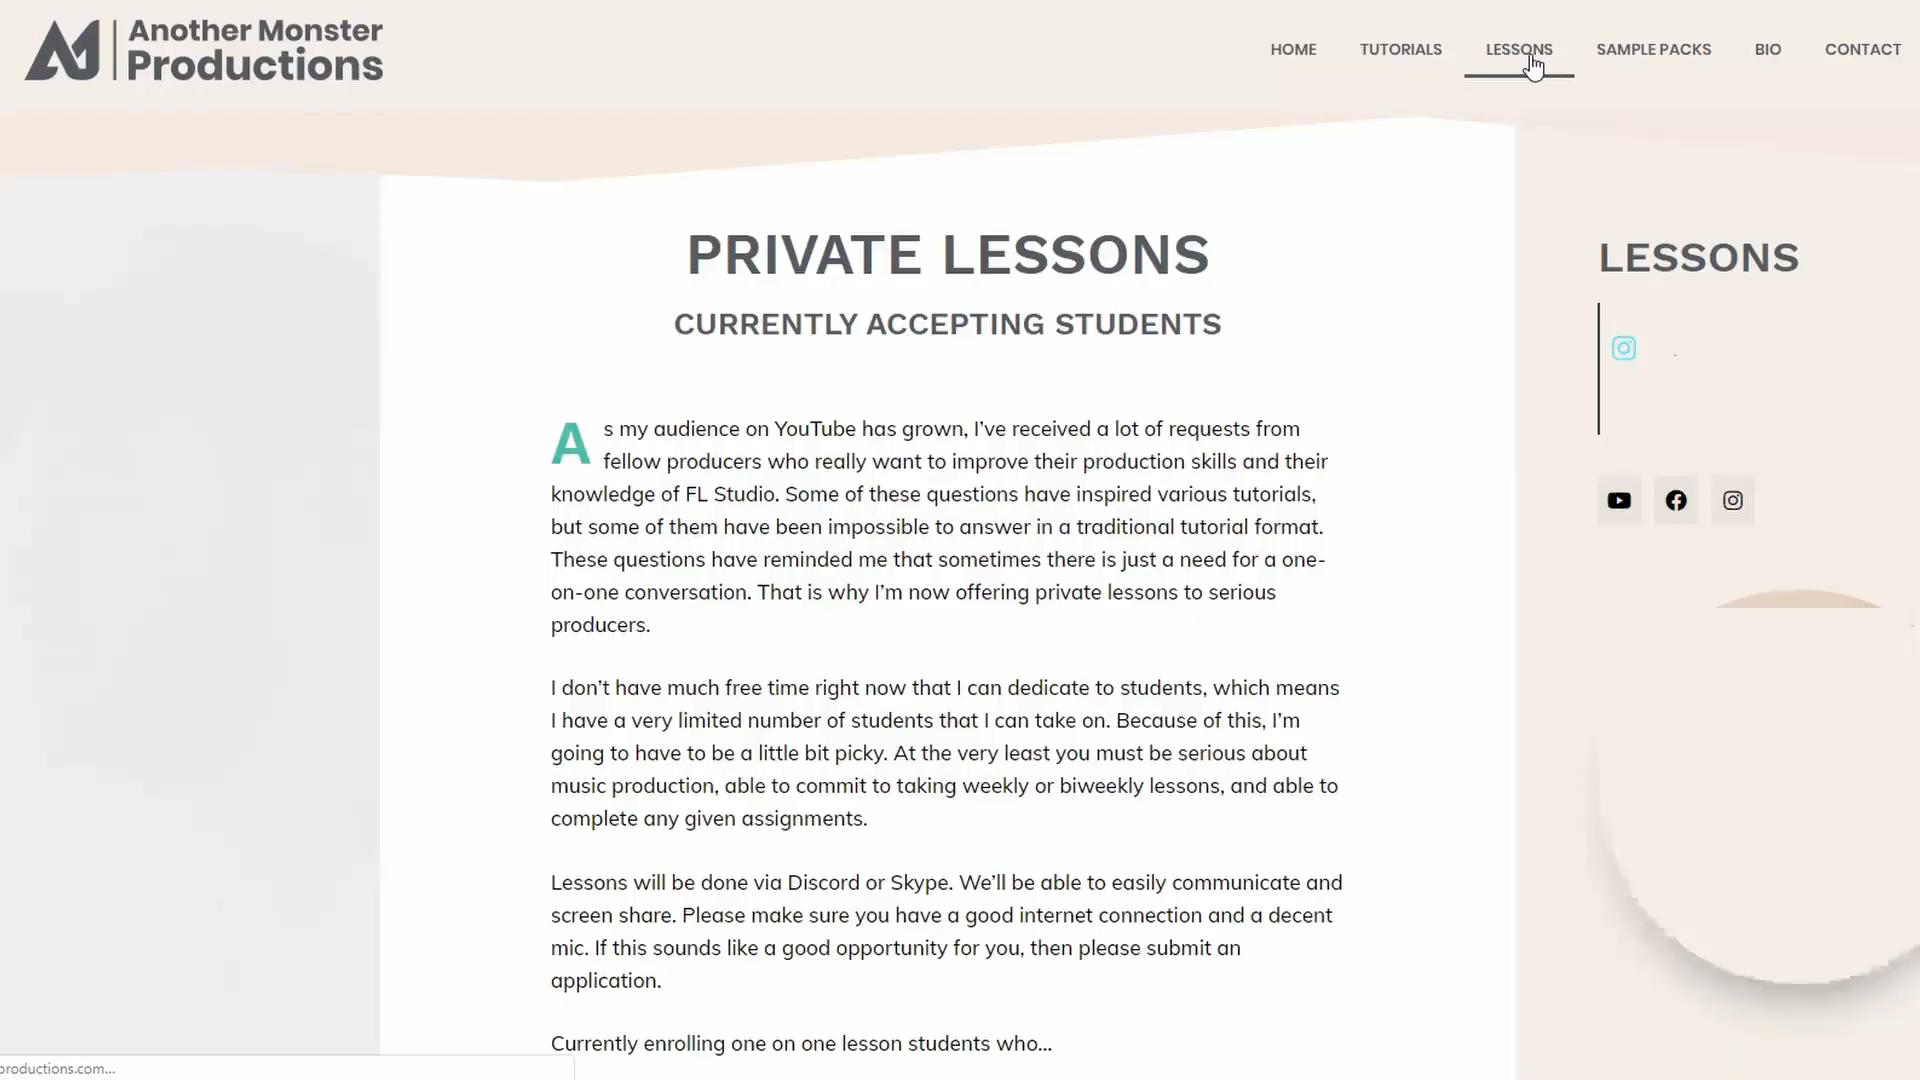 Another Monster
Productions
HOME
TUTORIALS
LESSONS
SAMPLE PACKS
BIO
CONTACT
PRIVATE LESSONS
CURRENTLY ACCEPTING STUDENTS
As my audience on YouTube has grown, I’ve received a lot of requests from
fellow producers who really want to improve their production skills and their
knowledge of FL Studio. Some of these questions have inspired various tutorials,
but some of them have been impossible to answer in a traditional tutorial format.
These questions have reminded me that sometimes there is just a need for a one-
on-one conversation. That is why I’m now offering private lessons to serious
producers.
I don’t have much free time right now that I can dedicate to students, which means
I have a very limited number of students that I can take on. Because of this, I’m
going to have to be a little bit picky. At the very least you must be serious about
music production, able to commit to taking weekly or biweekly lessons, and able to
complete any given assignments.
Lessons will be done via Discord or Skype. We’ll be able to easily communicate and
screen share. Please make sure you have a good internet connection and a decent
mic. If this sounds like a good opportunity for you, then please submit an
application.
Currently enrolling one on one lesson students who...
LESSONS
productions.com...